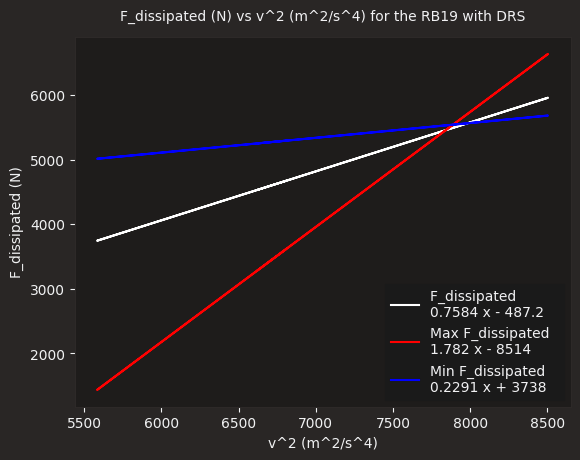 F_dissipated (N) vs v^2 (m^2/s^4) for the RB19 with DRS
F_dissipated (N)
6000
5000
4000
3000
2000
F_dissipated
0.7584 x - 487.2
Max F_dissipated
1.782 x - 8514
Min F_dissipated
0.2291 x + 3738
5500 6000 6500 7000 7500 8000 8500
v^2 (m^2/s^4)